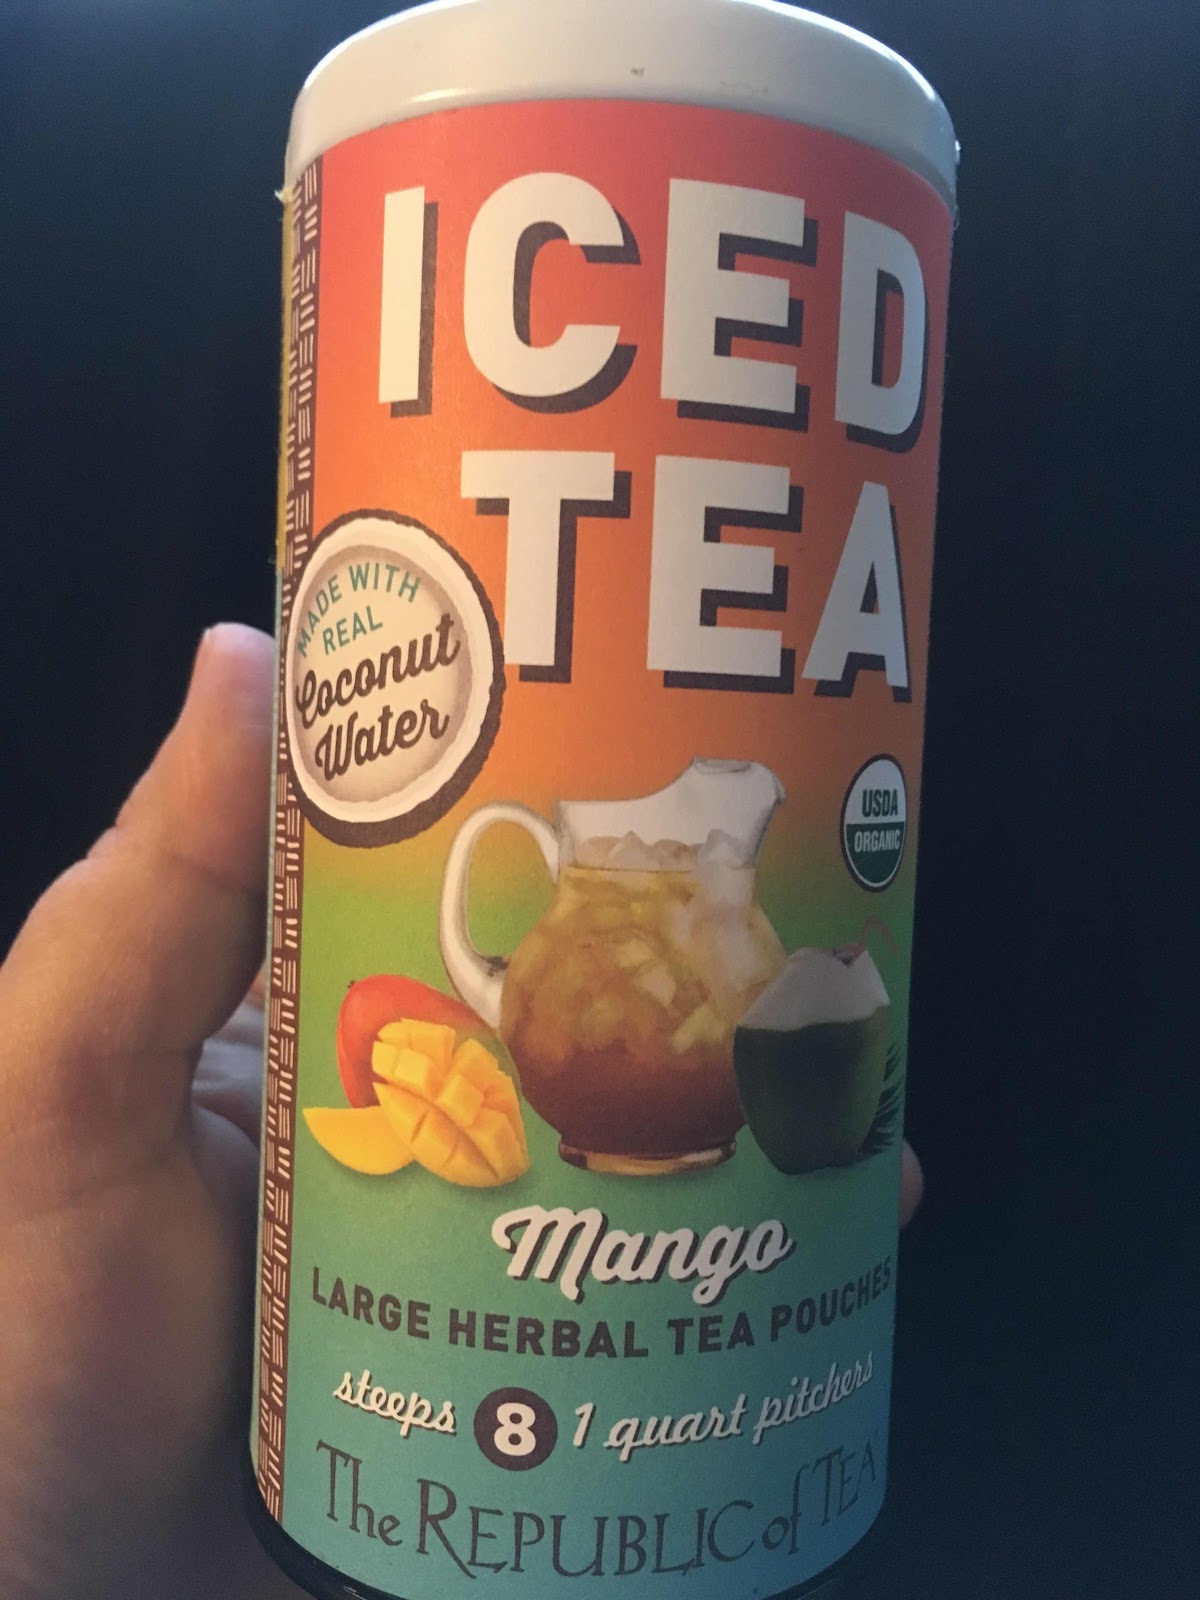 ICED
TEA
MADE WITH
REAL
Coconut
Water
USDA
ORGANIC
Mango
LARGE HERBAL TEA POUCHES
steeps 8 1 quart pitchers
The REPUBLIC of TEA